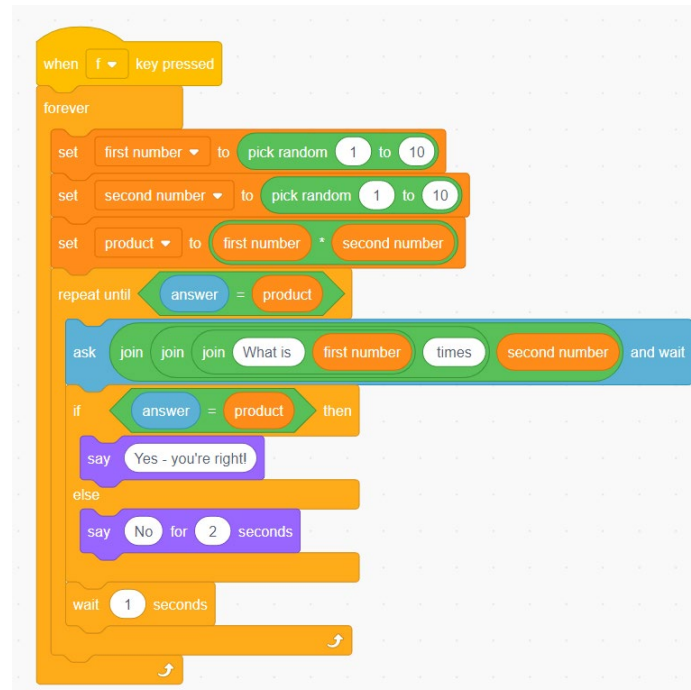 when f key pressed
forever
set first number to pick random 1 to 10
set second number to pick random 1 to 10
set product to first number * second number
repeat until answer = product
ask join join join What is first number times second number and wait
if answer = product then
say Yes - you're right!
else
say No for 2 seconds
wait 1 seconds